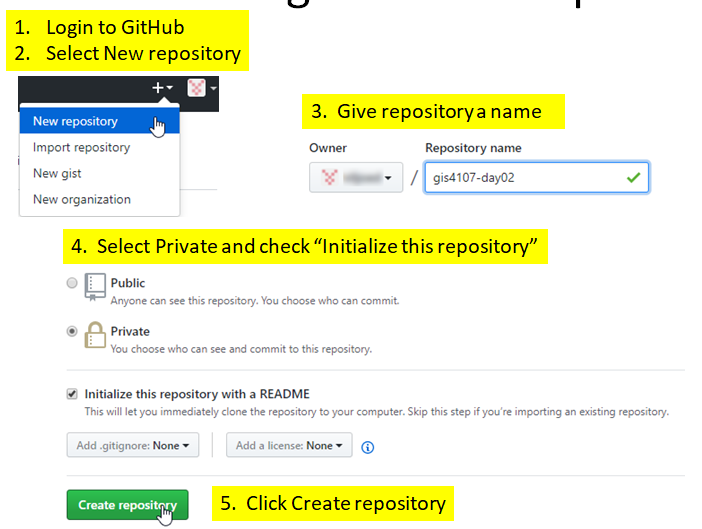 1. Login to GitHub
2. Select New repository
New repository
Import repository
New gist
New organization
3. Give repository a name
Owner
Repository name
/
gis4107-day02
4. Select Private and check “Initialize this repository”
Public
Anyone can see this repository. You choose who can commit.
Private
You choose who can see and commit to this repository.
Initialize this repository with a README
This will let you immediately clone the repository to your computer. Skip this step if you’re importing an existing repository.
Add .gitignore: None
Add a license: None
Create repository
5. Click Create repository